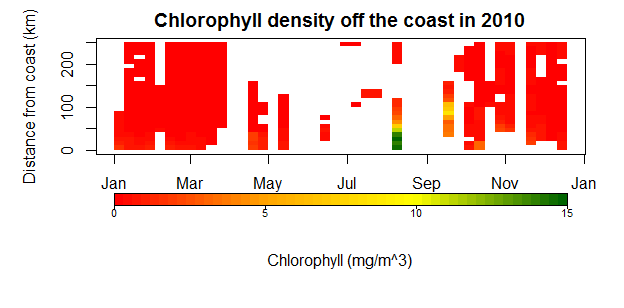 Chlorophyll density off the coast in 2010
Distance from coast (km)
200
100
0
Jan Mar May Jul Sep Nov Jan
0 5 10 15
Chlorophyll (mg/m^3)